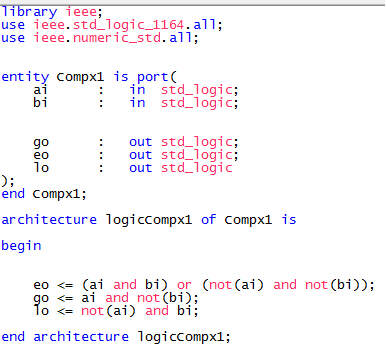 library ieee;
use ieee.std_logic_1164.all;
use ieee.numeric_std.all;
entity Compx1 is port(
ai : in std_logic;
bi : in std_logic;
go : out std_logic;
eo : out std_logic;
lo : out std_logic
);
end Compx1;
architecture logicCompx1 of Compx1 is
begin
eo <= (ai and bi) or (not(ai) and not(bi));
go <= ai and not(bi);
lo <= not(ai) and bi;
end architecture logicCompx1;